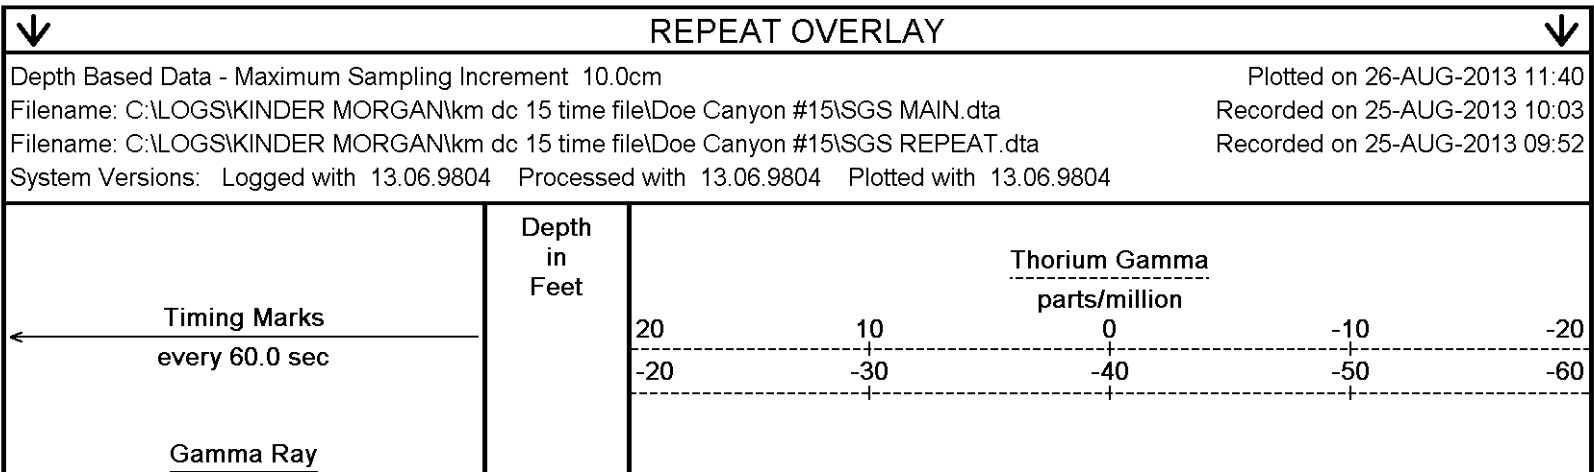 REPEAT OVERLAY
Depth Based Data - Maximum Sampling Increment 10.0cm Plotted on 26-AUG-2013 11:40
Filename: C:\LOGS\KINDER MORGAN\km dc 15 time file\Doe Canyon #15\SGS MAIN.dta Recorded on 25-AUG-2013 10:03
Filename: C:\LOGS\KINDER MORGAN\km dc 15 time file\Doe Canyon #15\SGS REPEAT.dta Recorded on 25-AUG-2013 09:52
System Versions: Logged with 13.06.9804 Processed with 13.06.9804 Plotted with 13.06.9804
Depth
in
Feet
Timing Marks
every 60.0 sec
Thorium Gamma
parts/million
20 10 0 -10 -20
-20 -30 -40 -50 -60
Gamma Ray